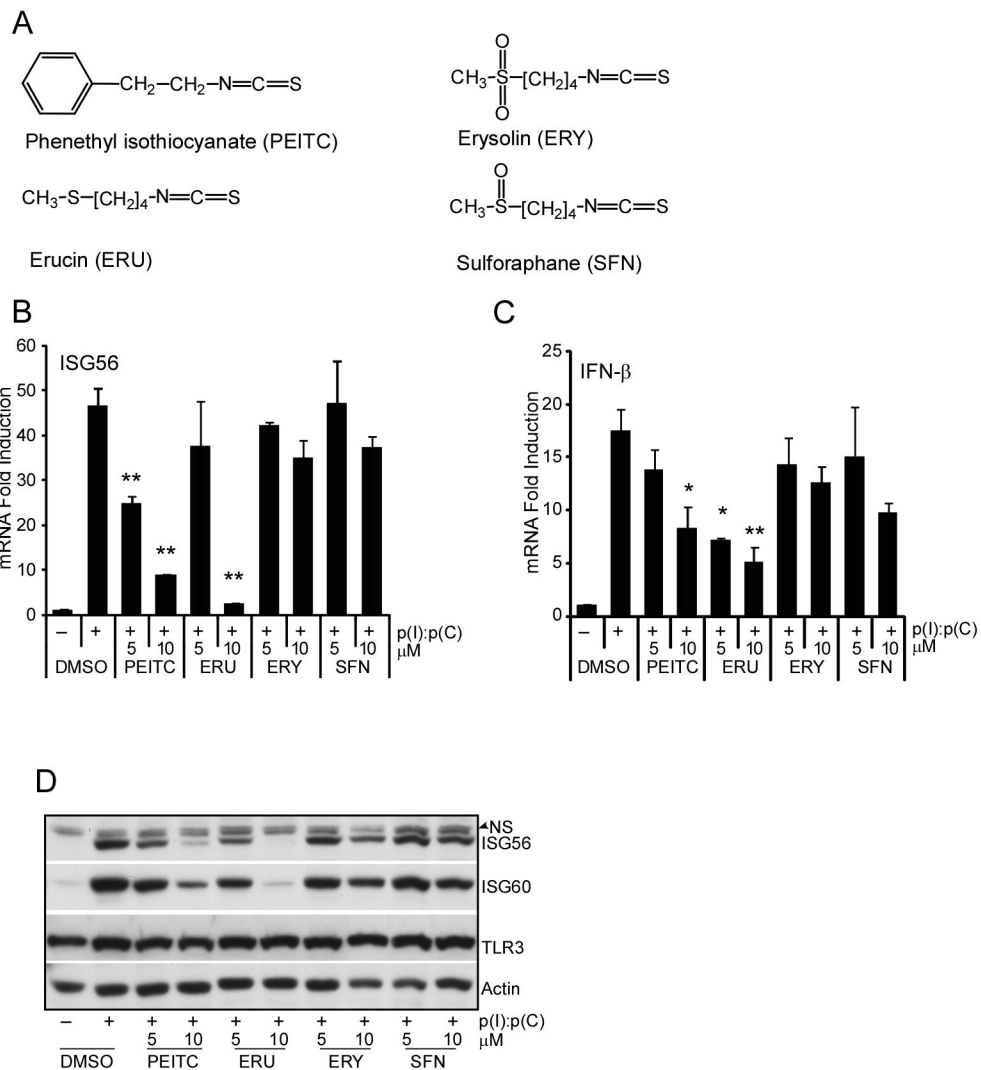 A
CH2–CH2–N=C=S
Phenethyl isothiocyanate (PEITC)
O
CH3–S–[CH2]4–N=C=S
O
Erysolin (ERY)
CH3–S–[CH2]4–N=C=S
Erucin (ERU)
O
CH3–S–[CH2]4–N=C=S
Sulforaphane (SFN)
B
ISG56
mRNA Fold Induction
60
50
40
30
20
10
0
** ** **
– + + + + + + + + + p(I):p(C)
5 10 5 10 5 10 5 10 μM
DMSO PEITC ERU ERY SFN
C
IFN-β
mRNA Fold Induction
25
20
15
10
5
0
* * **
– + + + + + + + + + p(I):p(C)
5 10 5 10 5 10 5 10 μM
DMSO PEITC ERU ERY SFN
D
NS
ISG56
ISG60
TLR3
Actin
– + + + + + + + + + p(I):p(C)
5 10 5 10 5 10 5 10 μM
DMSO PEITC ERU ERY SFN